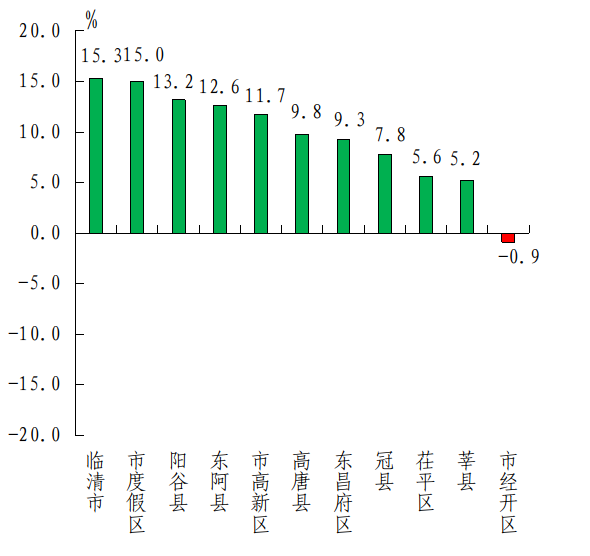 %
20.0
15.0
10.0
5.0
0.0
-5.0
-10.0
-15.0
-20.0
15.3
15.0
13.2
12.6
11.7
9.8
9.3
7.8
5.6
5.2
-0.9
临清市
市度假区
阳谷县
东阿县
市高新区
高唐县
东昌府区
冠县
茌平区
莘县
市经开区